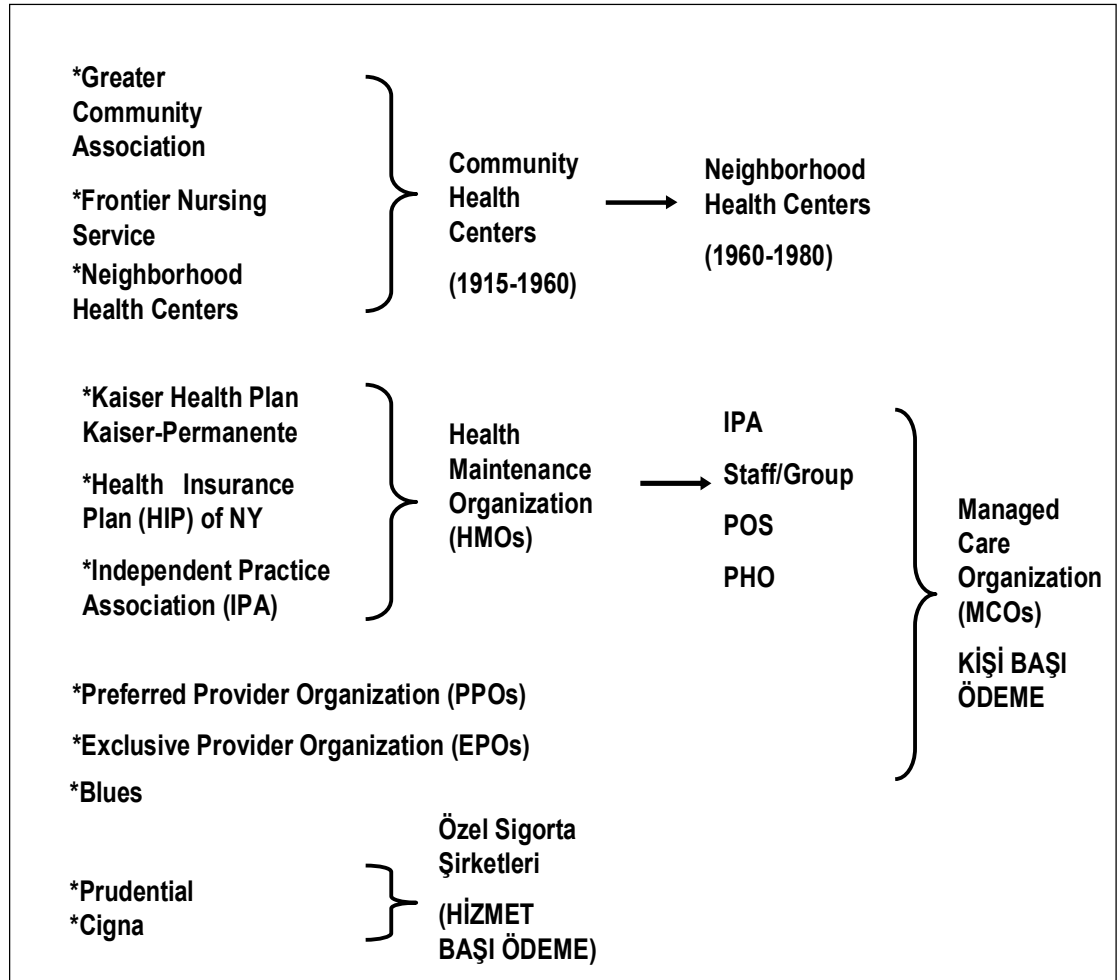 *Greater
Community
Association
*Frontier Nursing
Service
*Neighborhood
Health Centers
Community
Health
Centers
(1915-1960)
Neighborhood
Health Centers
(1960-1980)
*Kaiser Health Plan
Kaiser-Permanente
*Health Insurance
Plan (HIP) of NY
*Independent Practice
Association (IPA)
Health
Maintenance
Organization
(HMOs)
IPA
Staff/Group
POS
PHO
Managed
Care
Organization
(MCOs)
KİŞİ BAŞI
ÖDEME
*Preferred Provider Organization (PPOs)
*Exclusive Provider Organization (EPOs)
*Blues
*Prudential
*Cigna
Özel Sigorta
Şirketleri
(HİZMET
BAŞI ÖDEME)